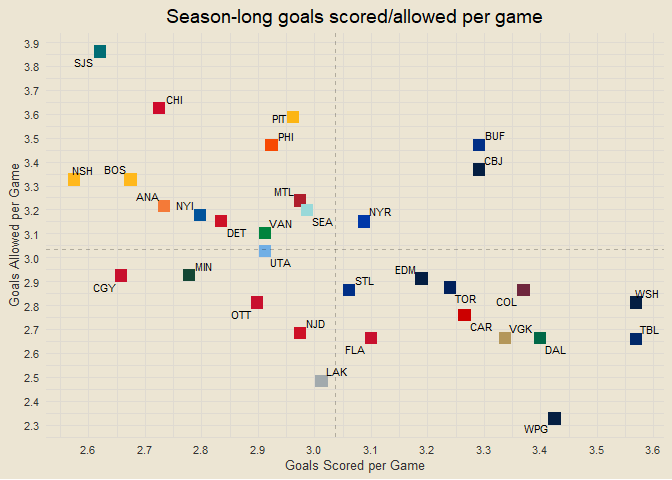 Season-long goals scored/allowed per game
Goals Allowed per Game
3.9
3.8
3.7
3.6
3.5
3.4
3.3
3.2
3.1
3.0
2.9
2.8
2.7
2.6
2.5
2.4
2.3
SJS
CHI
PIT
PHI
BUF
CBJ
NSH
BOS
ANA
NYI
MTL
SEA
NYR
DET
VAN
UTA
CGY
MIN
STL
EDM
TOR
COL
WSH
OTT
NJD
CAR
FLA
VGK
DAL
TBL
LAK
WPG
2.6
2.7
2.8
2.9
3.0
3.1
3.2
3.3
3.4
3.5
3.6
Goals Scored per Game